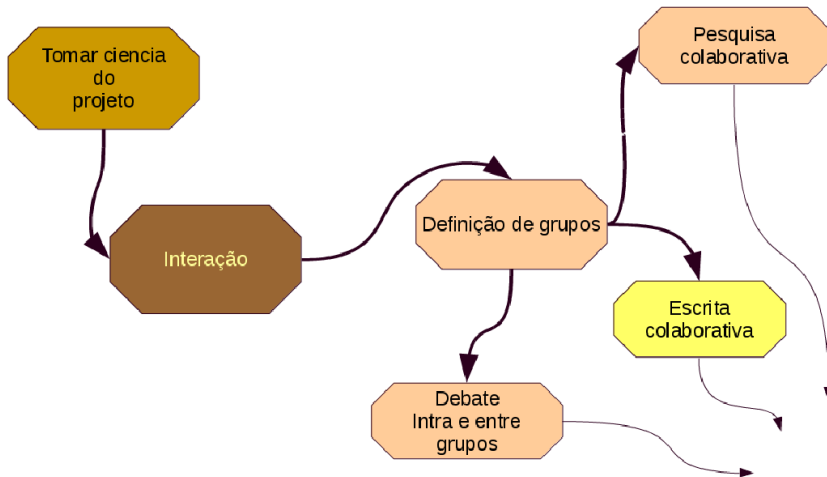 Tomar ciencia
do
projeto
Interação
Definição de grupos
Pesquisa
colaborativa
Escrita
colaborativa
Debate
Intra e entre
grupos